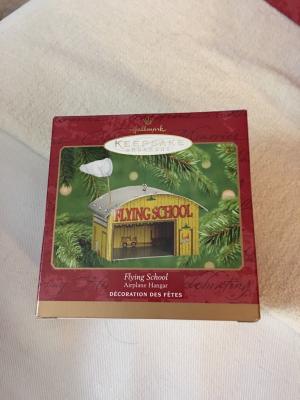 Hallmark
KEEPSAKE
ORNAMENT
FLYING SCHOOL
Flying School
Airplane Hangar
DÉCORATION DES FÊTES